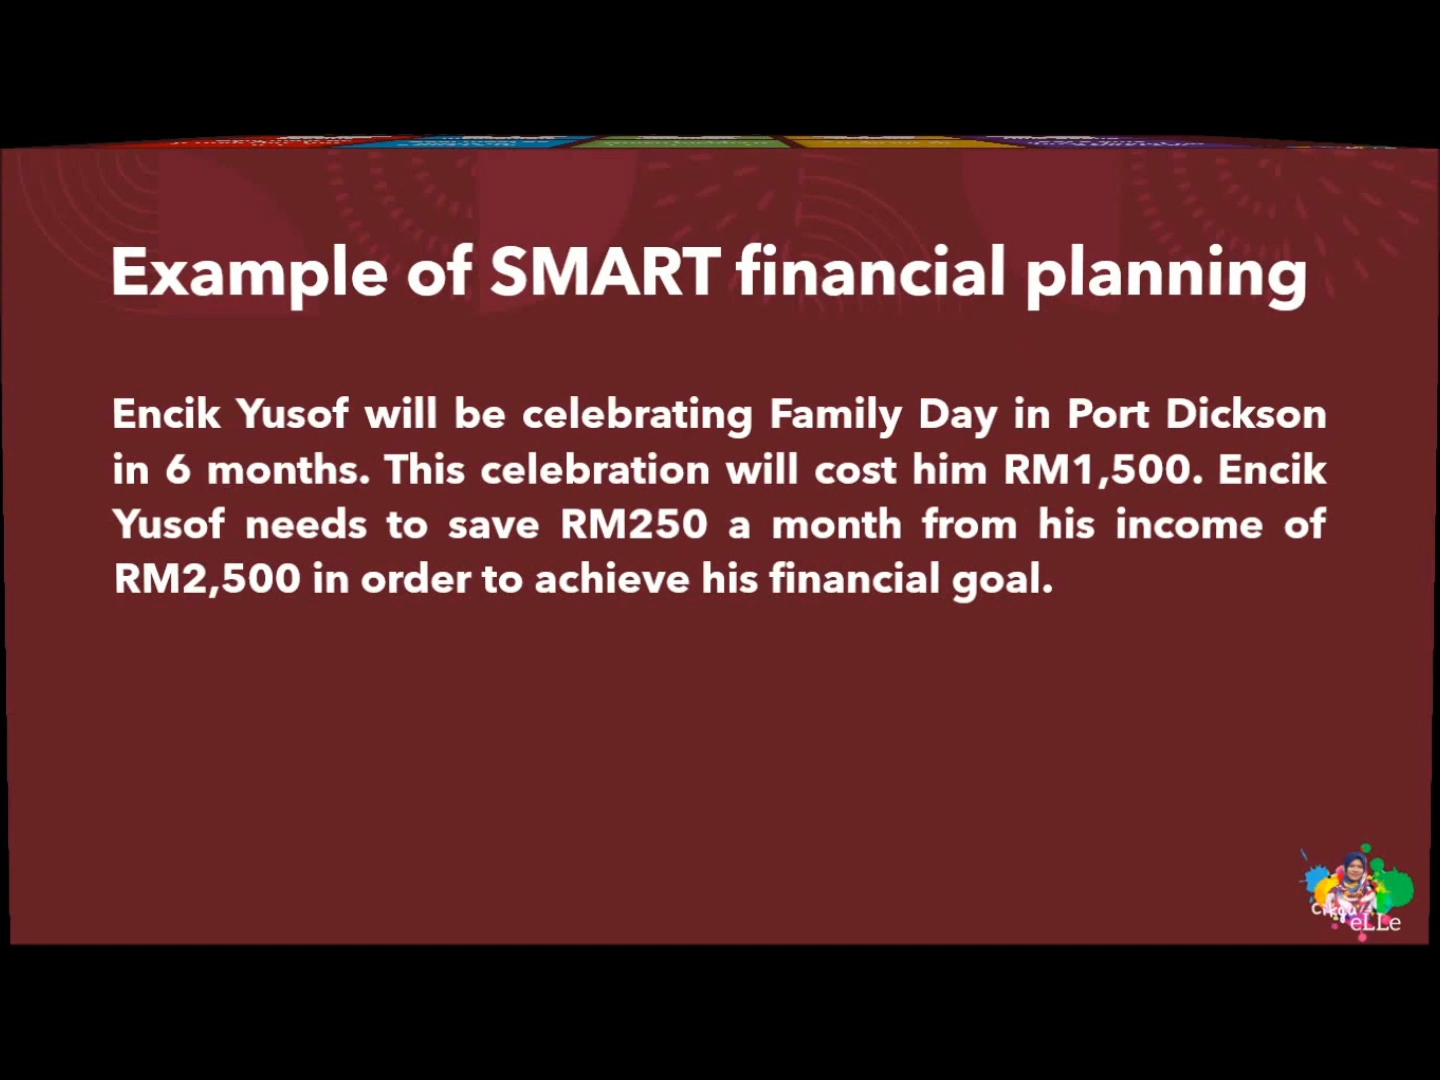 Example of SMART financial planning
Encik Yusof will be celebrating Family Day in Port Dickson
in 6 months. This celebration will cost him RM1,500. Encik
Yusof needs to save RM250 a month from his income of
RM2,500 in order to achieve his financial goal.
Cikgu
eLLe